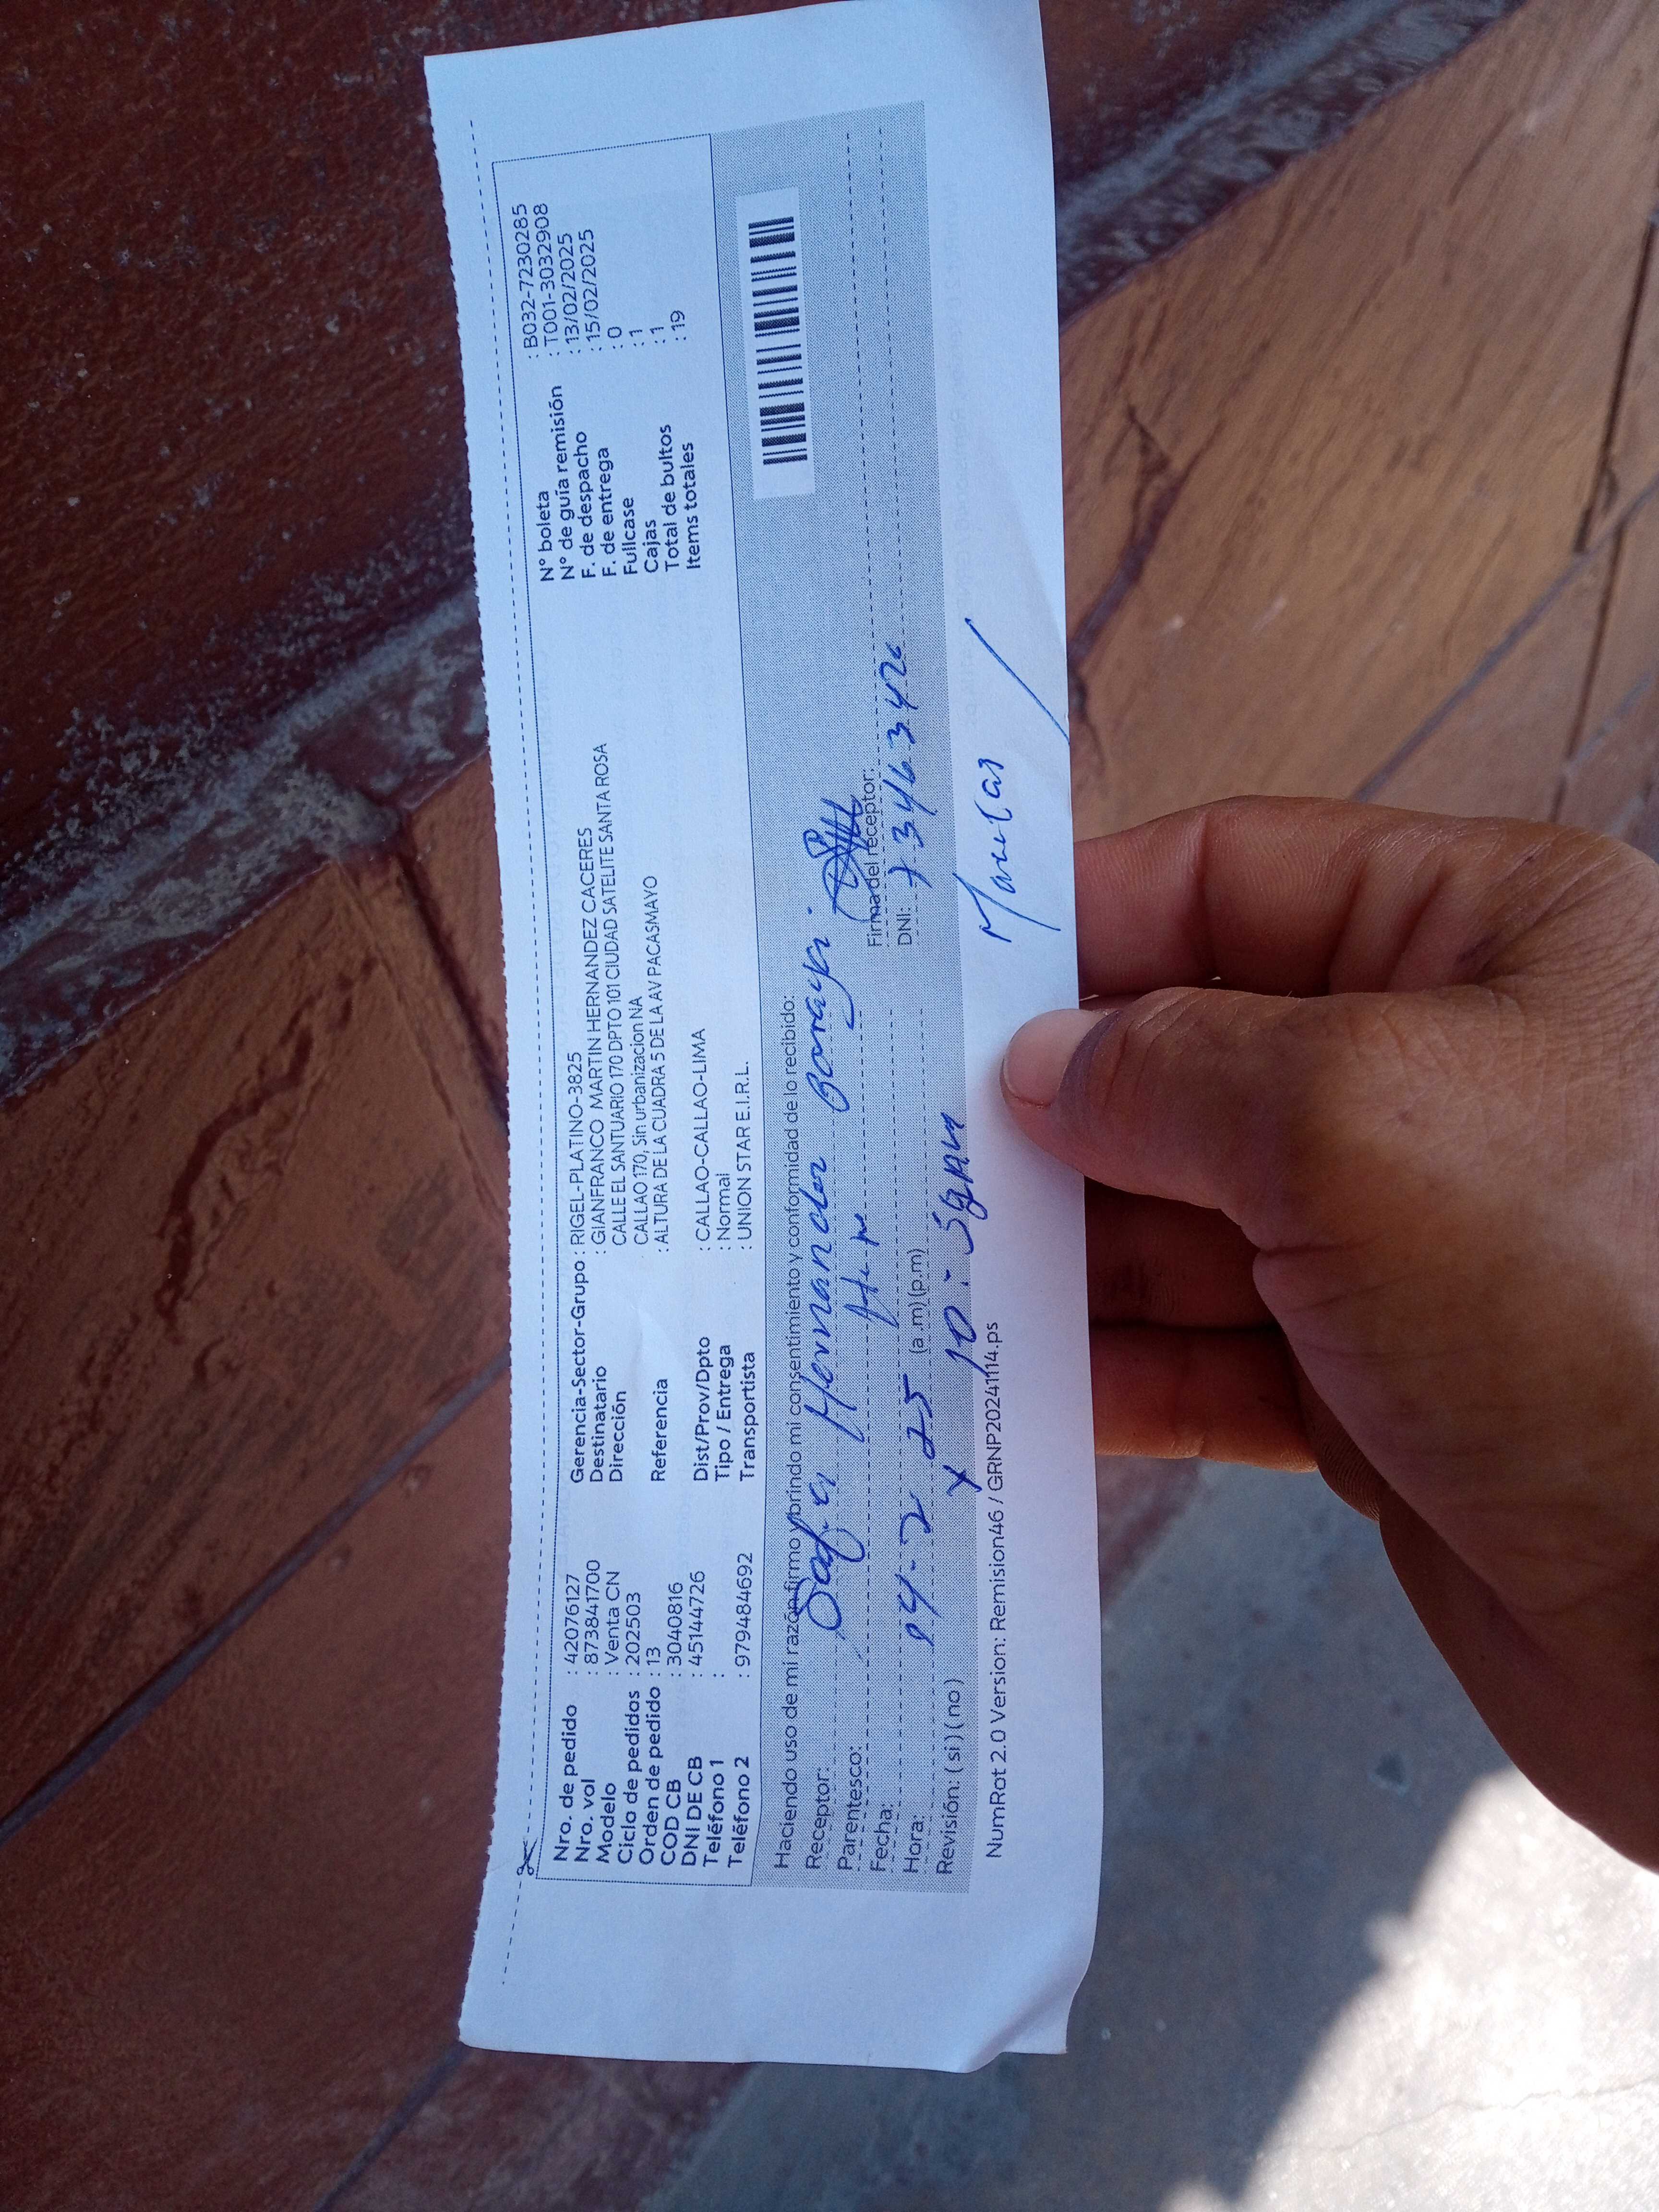 Nro. de pedido : 42076127
Nro. vol : 873841700
Modelo : Venta CN
Ciclo de pedidos : 202503
Orden de pedido : 13
COD CB : 3040816
DNI DE CB : 45144726
Teléfono 1 :
Teléfono 2 : 979484692
Gerencia-Sector-Grupo : RIGEL-PLATINO-3825
Destinatario : GIANFRANCO MARTIN HERNANDEZ CACERES
Dirección CALLE EL SANTUARIO 170 DPTO 101 CIUDAD SATELITE SANTA ROSA
CALLAO 170, Sin urbanizacion NA
Referencia : ALTURA DE LA CUADRA 5 DE LA AV PACASMAYO
Dist/Prov/Dpto : CALLAO-CALLAO-LIMA
Tipo / Entrega : Normal
Transportista : UNION STAR E.I.R.L.
N° boleta : B032-7230285
N° de guía remisión : T001-3032908
F. de despacho : 13/02/2025
F. de entrega : 15/02/2025
Fullcase : 0
Cajas : 1
Total de bultos : 1
Items totales : 19
Haciendo uso de mi razón firmo y brindo mi consentimiento y conformidad de lo recibido:
Receptor: Hernandez
Parentesco:
Fecha: 14-2 25
Hora: (a .m) (p.m) 10:
Revisión: ( si ) ( no )
Firma del receptor:
DNI: 73463426
NumRot 2.0 Version: Remision46 / GRNP20241114.ps